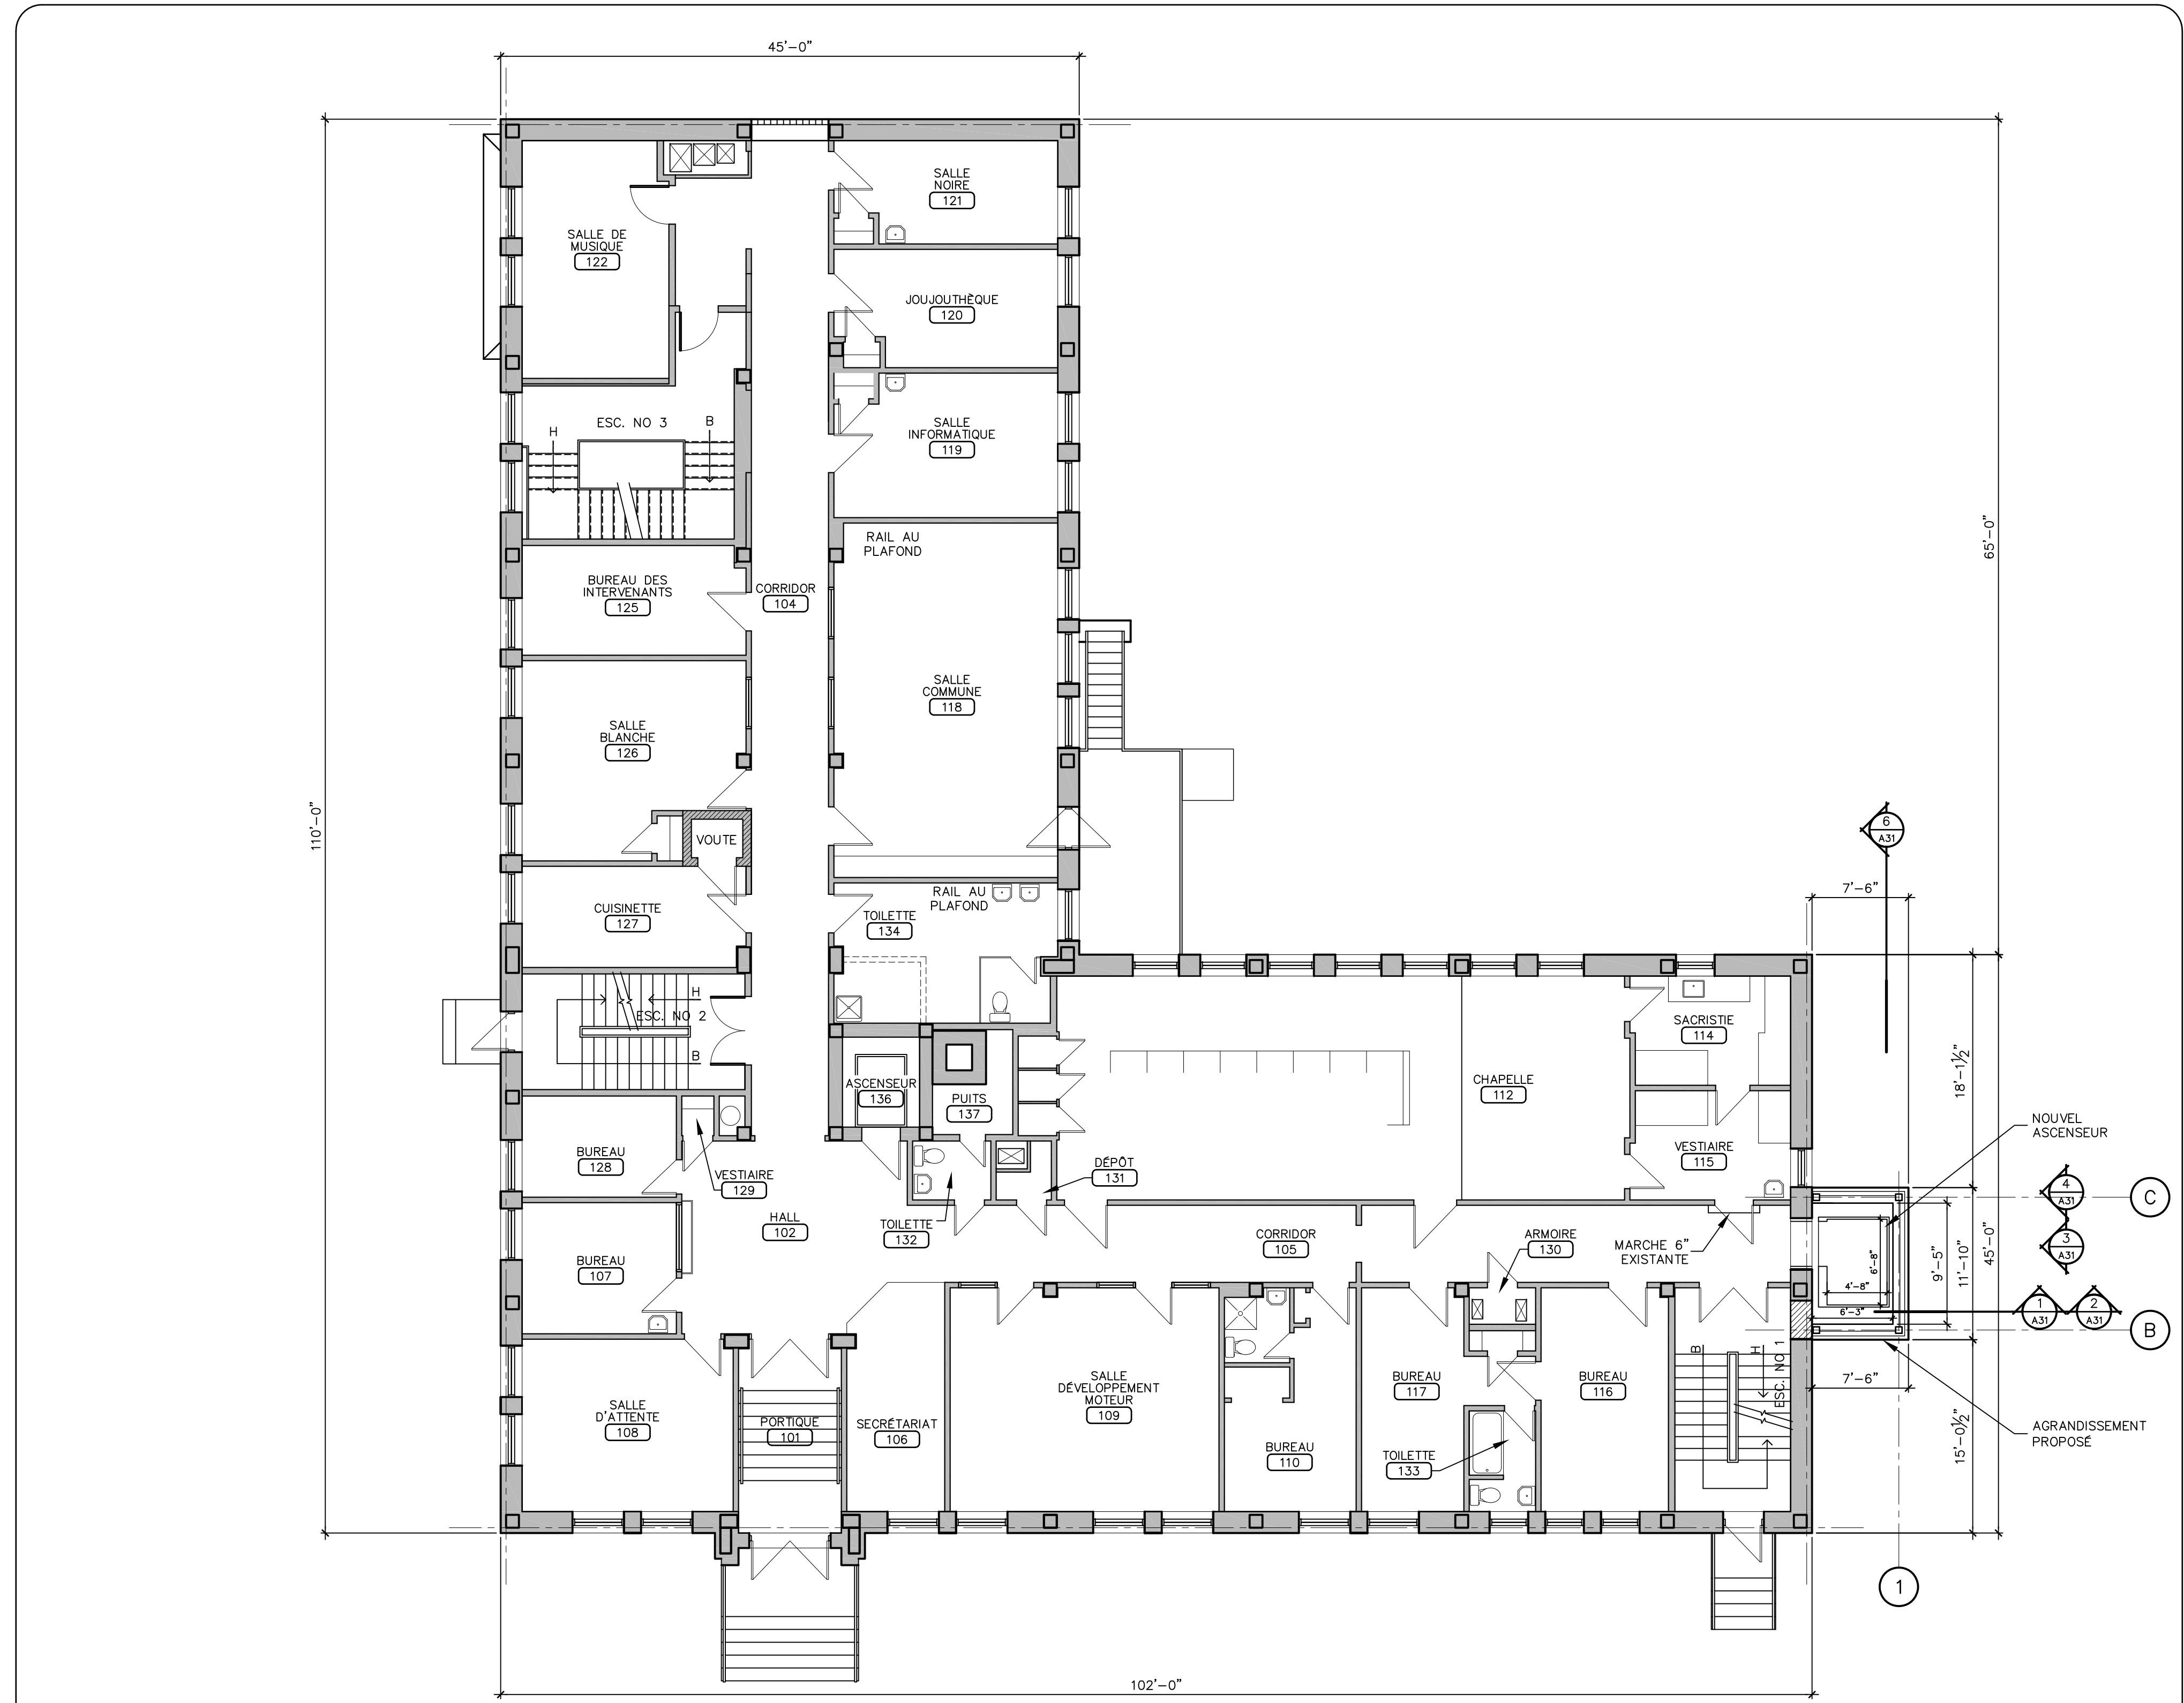 45'-0"
SALLE
NOIRE
121
SALLE DE
MUSIQUE
122
JOUJOUTHÈQUE
120
ESC. NO 3
H
B
SALLE
INFORMATIQUE
119
RAIL AU
PLAFOND
65'-0"
BUREAU DES
INTERVENANTS
125
CORRIDOR
104
SALLE
COMMUNE
118
SALLE
BLANCHE
126
110'-0"
VOUTE
6
A31
7'-6"
RAIL AU
PLAFOND
CUISINETTE
127
TOILETTE
134
H
ESC. NO 2
B
SACRISTIE
114
ASCENSEUR
136
PUITS
137
CHAPELLE
112
18'-1½"
NOUVEL
ASCENSEUR
BUREAU
128
VESTIAIRE
129
DÉPÔT
131
VESTIAIRE
115
4
A31
C
HALL
102
TOILETTE
132
CORRIDOR
105
ARMOIRE
130
MARCHE 6"
EXISTANTE
6'-8"
4'-8"
6'-3"
9'-5"
11'-10"
45'-0"
3
A31
BUREAU
107
1
A31
2
A31
B
SALLE
D'ATTENTE
108
PORTIQUE
101
SECRÉTARIAT
106
SALLE
DÉVELOPPEMENT
MOTEUR
109
BUREAU
110
BUREAU
117
TOILETTE
133
BUREAU
116
B
H
ESC. NO 1
7'-6"
15'-0½"
AGRANDISSEMENT
PROPOSÉ
1
102'-0"